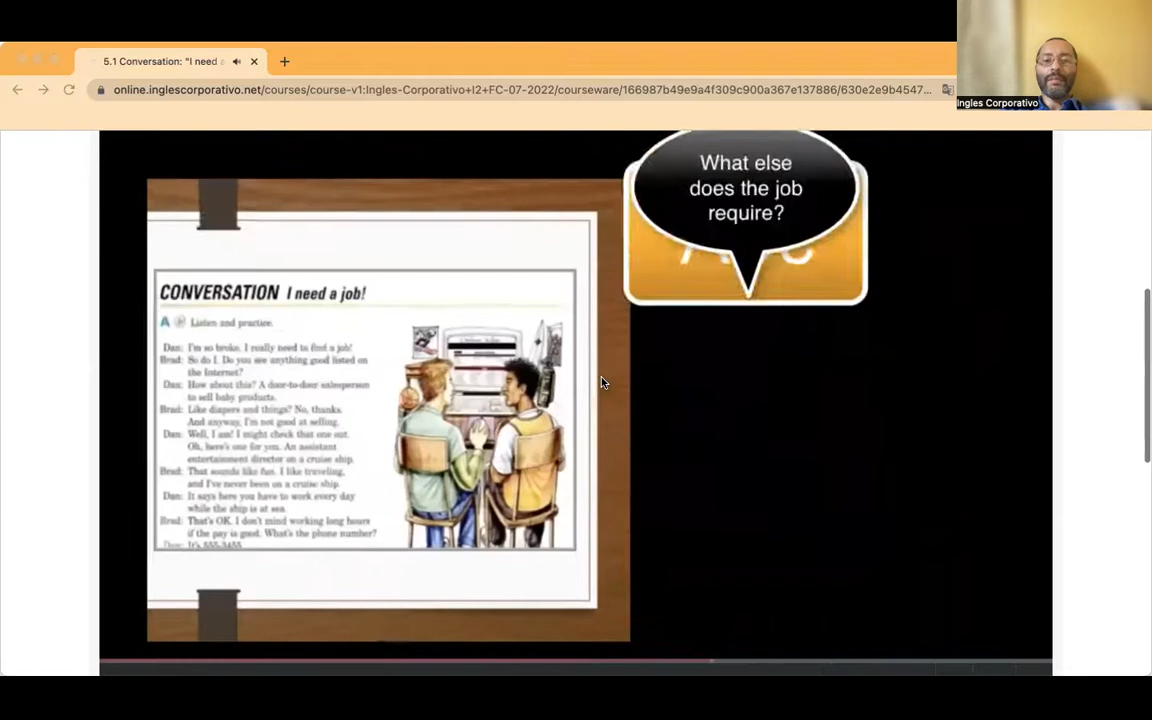 5.1 Conversation: "I need
online.inglescorporativo.net/courses/course-v1:Ingles-Corporativo+I2+FC-07-2022/courseware/166987b49e9a4f309c900a367e137886/630e2e9b4547...
Ingles Corporativo
What else
does the job
require?
CONVERSATION I need a job!
A Listen and practice.
Dan: I'm so broke. I really need to find a job!
Brad: So do I. Do you see anything good listed on
the Internet?
Dan: How about this? A door-to-door salesperson
to sell baby products.
Brad: Like diapers and things? No, thanks.
And anyway, I'm not good at selling.
Dan: Well, I am! I might check that one out.
Oh, here's one for you. An assistant
entertainment director on a cruise ship.
Brad: That sounds like fun. I like traveling,
and I've never been on a cruise ship.
Dan: It says here you have to work every day
while the ship is at sea.
Brad: That's OK. I don't mind working long hours
if the pay is good. What's the phone number?
Dan: It's 555-3455.